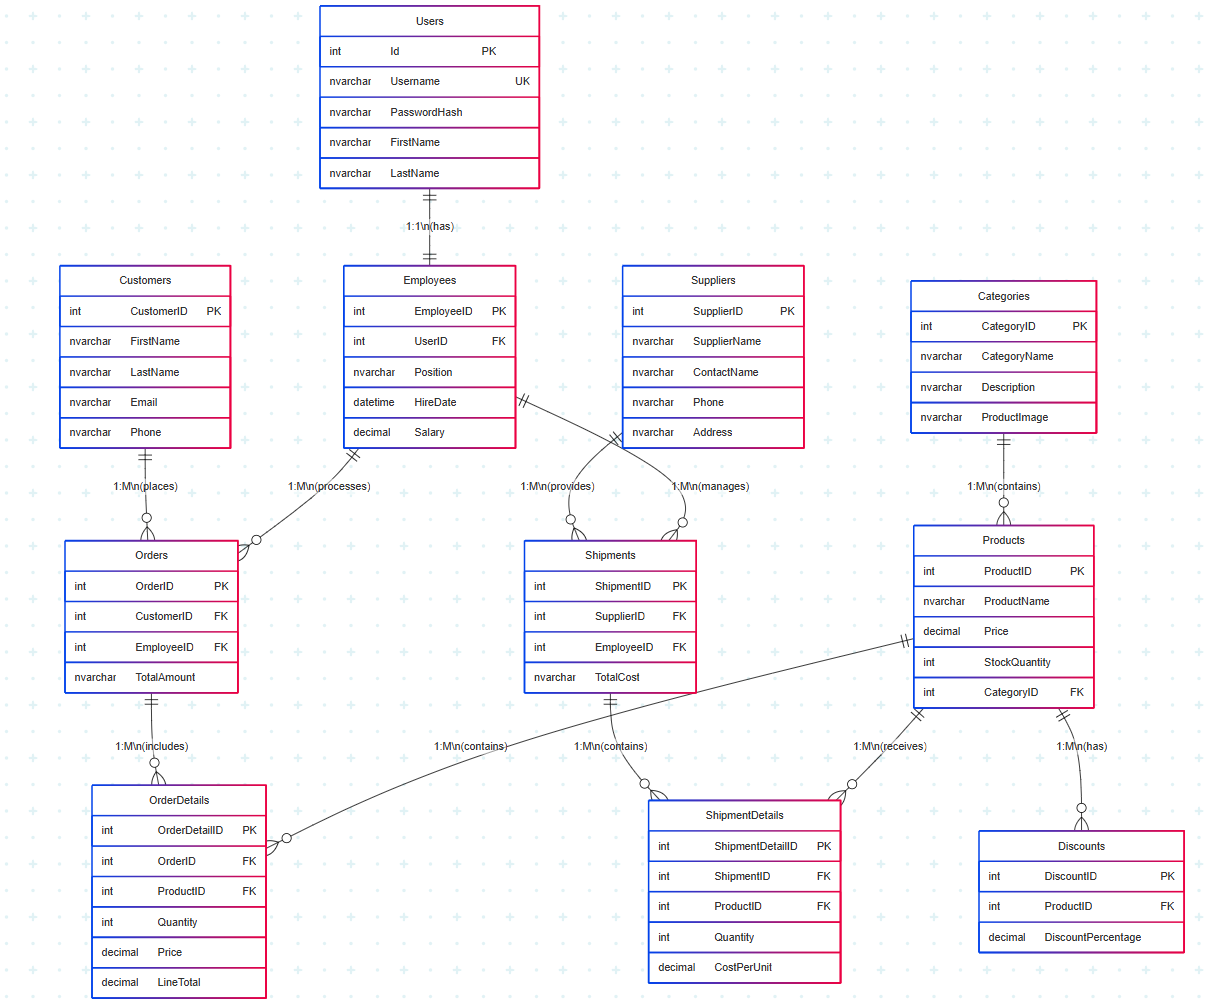 Users
int Id PK
nvarchar Username UK
nvarchar PasswordHash
nvarchar FirstName
nvarchar LastName
1:1\n(has)
Customers
int CustomerID PK
nvarchar FirstName
nvarchar LastName
nvarchar Email
nvarchar Phone
Employees
int EmployeeID PK
int UserID FK
nvarchar Position
datetime HireDate
decimal Salary
Suppliers
int SupplierID PK
nvarchar SupplierName
nvarchar ContactName
nvarchar Phone
nvarchar Address
Categories
int CategoryID PK
nvarchar CategoryName
nvarchar Description
nvarchar ProductImage
1:M\n(places)
1:M\n(processes)
1:M\n(provides)
1:M\n(manages)
1:M\n(contains)
Orders
int OrderID PK
int CustomerID FK
int EmployeeID FK
nvarchar TotalAmount
Shipments
int ShipmentID PK
int SupplierID FK
int EmployeeID FK
nvarchar TotalCost
Products
int ProductID PK
nvarchar ProductName
decimal Price
int StockQuantity
int CategoryID FK
1:M\n(includes)
1:M\n(contains)
1:M\n(contains)
1:M\n(receives)
1:M\n(has)
OrderDetails
int OrderDetailID PK
int OrderID FK
int ProductID FK
int Quantity
decimal Price
decimal LineTotal
ShipmentDetails
int ShipmentDetailID PK
int ShipmentID FK
int ProductID FK
int Quantity
decimal CostPerUnit
Discounts
int DiscountID PK
int ProductID FK
decimal DiscountPercentage